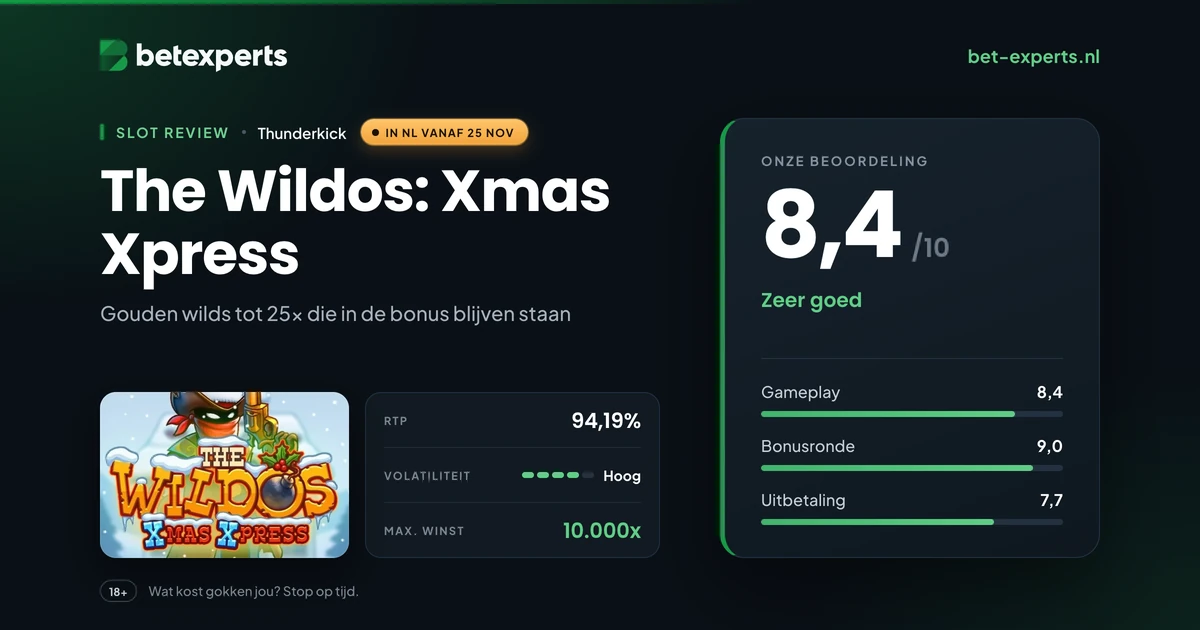 betexperts
bet-experts.nl
SLOT REVIEW • Thunderkick
IN NL VANAF 25 NOV
The Wildos: Xmas
Xpress
Gouden wilds tot 25× die in de bonus blijven staan
THE
WILDOS
XMAS XPRESS
RTP 94,19%
VOLATILITEIT Hoog
MAX. WINST 10.000x
ONZE BEOORDELING
8,4 /10
Zeer goed
Gameplay 8,4
Bonusronde 9,0
Uitbetaling 7,7
18+ Wat kost gokken jou? Stop op tijd.